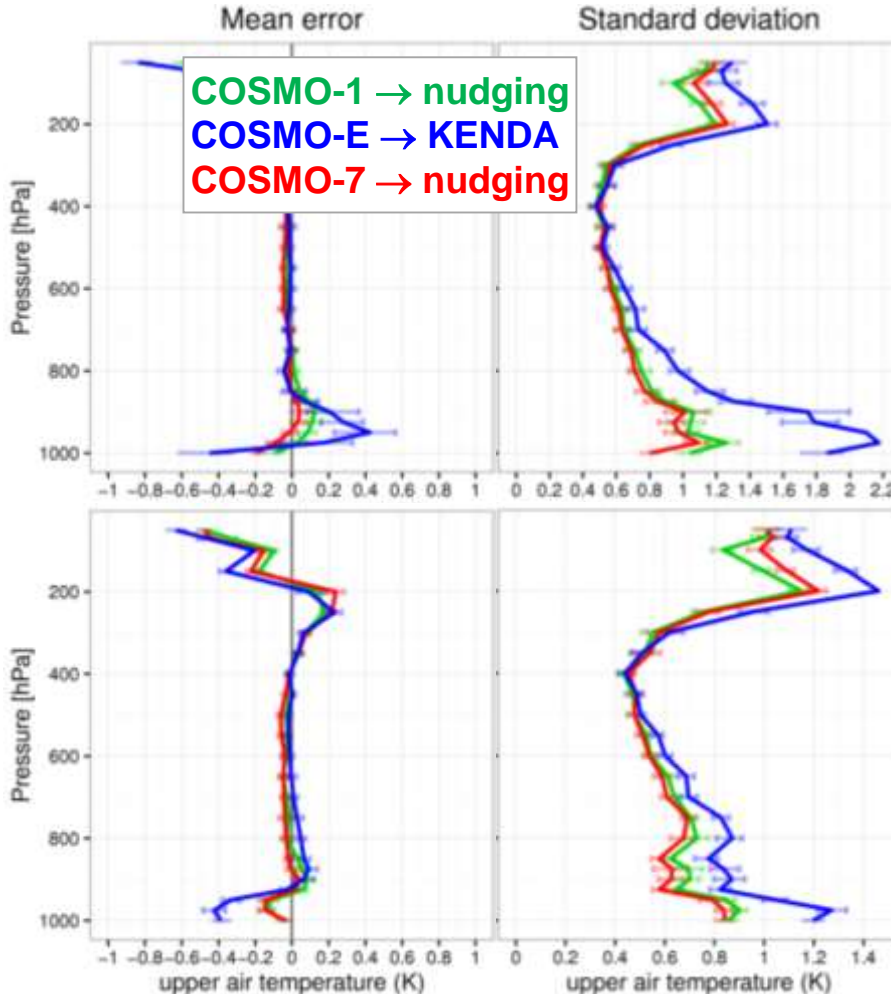 Mean error
Standard deviation
COSMO-1 → nudging
COSMO-E → KENDA
COSMO-7 → nudging
Pressure [hPa]
200
400
600
800
1000
-1 -0.8 -0.6 -0.4 -0.2 0 0.2 0.4 0.6 0.8 1
0 0.2 0.4 0.6 0.8 1 1.2 1.4 1.6 1.8 2 2.2
Pressure [hPa]
200
400
600
800
1000
-1 -0.8 -0.6 -0.4 -0.2 0 0.2 0.4 0.6 0.8 1
0 0.2 0.4 0.6 0.8 1 1.2 1.4
upper air temperature (K)
upper air temperature (K)